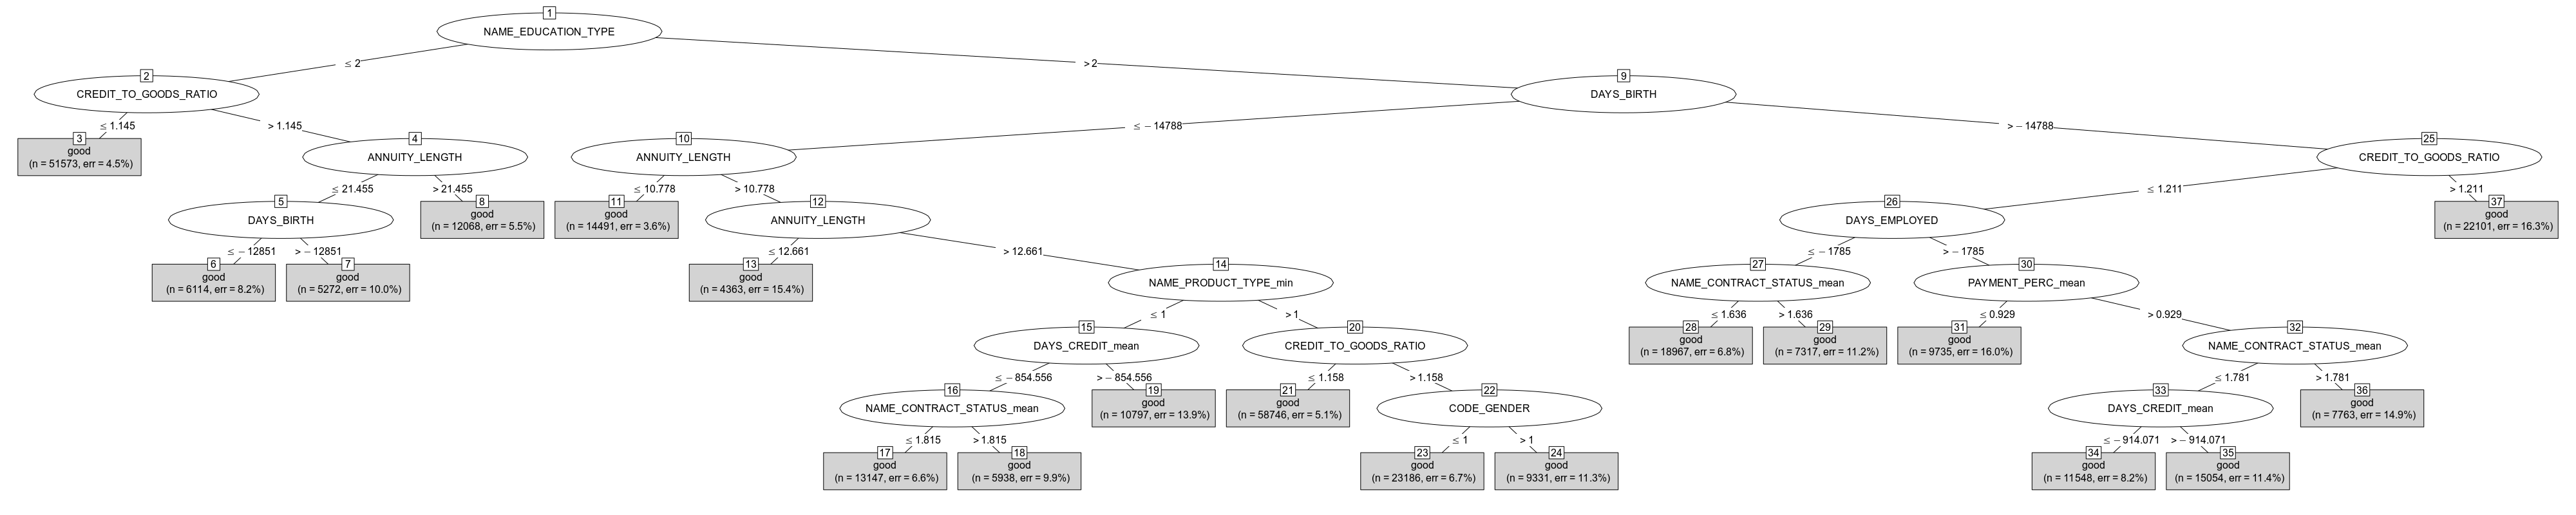 1
NAME_EDUCATION_TYPE
≤ 2
> 2
2
CREDIT_TO_GOODS_RATIO
≤ 1.145
> 1.145
3
good
(n = 51573, err = 4.5%)
4
ANNUITY_LENGTH
≤ 21.455
> 21.455
5
DAYS_BIRTH
≤ − 12851
> − 12851
6
good
(n = 6114, err = 8.2%)
7
good
(n = 5272, err = 10.0%)
8
good
(n = 12068, err = 5.5%)
9
DAYS_BIRTH
≤ − 14788
> − 14788
10
ANNUITY_LENGTH
≤ 10.778
> 10.778
11
good
(n = 14491, err = 3.6%)
12
ANNUITY_LENGTH
≤ 12.661
> 12.661
13
good
(n = 4363, err = 15.4%)
14
NAME_PRODUCT_TYPE_min
≤ 1
> 1
15
DAYS_CREDIT_mean
≤ − 854.556
> − 854.556
16
NAME_CONTRACT_STATUS_mean
≤ 1.815
> 1.815
17
good
(n = 13147, err = 6.6%)
18
good
(n = 5938, err = 9.9%)
19
good
(n = 10797, err = 13.9%)
20
CREDIT_TO_GOODS_RATIO
≤ 1.158
> 1.158
21
good
(n = 58746, err = 5.1%)
22
CODE_GENDER
≤ 1
> 1
23
good
(n = 23186, err = 6.7%)
24
good
(n = 9331, err = 11.3%)
25
CREDIT_TO_GOODS_RATIO
≤ 1.211
> 1.211
26
DAYS_EMPLOYED
≤ − 1785
> − 1785
27
NAME_CONTRACT_STATUS_mean
≤ 1.636
> 1.636
28
good
(n = 18967, err = 6.8%)
29
good
(n = 7317, err = 11.2%)
30
PAYMENT_PERC_mean
≤ 0.929
> 0.929
31
good
(n = 9735, err = 16.0%)
32
NAME_CONTRACT_STATUS_mean
≤ 1.781
> 1.781
33
DAYS_CREDIT_mean
≤ − 914.071
> − 914.071
34
good
(n = 11548, err = 8.2%)
35
good
(n = 15054, err = 11.4%)
36
good
(n = 7763, err = 14.9%)
37
good
(n = 22101, err = 16.3%)